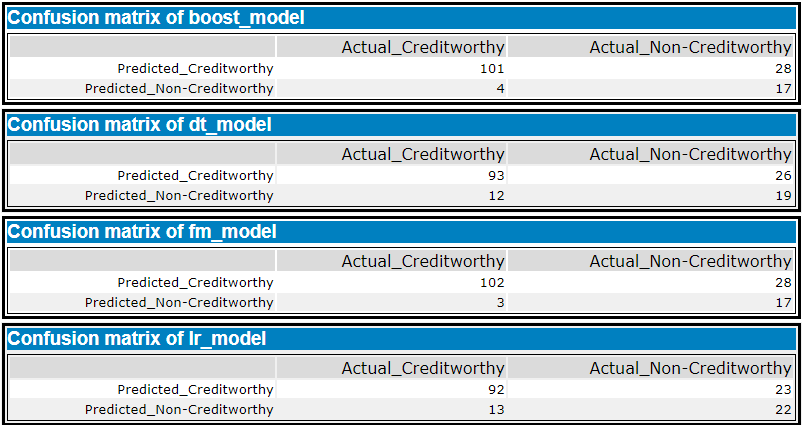 Confusion matrix of boost_model
Actual_Creditworthy Actual_Non-Creditworthy
Predicted_Creditworthy 101 28
Predicted_Non-Creditworthy 4 17
Confusion matrix of dt_model
Actual_Creditworthy Actual_Non-Creditworthy
Predicted_Creditworthy 93 26
Predicted_Non-Creditworthy 12 19
Confusion matrix of fm_model
Actual_Creditworthy Actual_Non-Creditworthy
Predicted_Creditworthy 102 28
Predicted_Non-Creditworthy 3 17
Confusion matrix of lr_model
Actual_Creditworthy Actual_Non-Creditworthy
Predicted_Creditworthy 92 23
Predicted_Non-Creditworthy 13 22